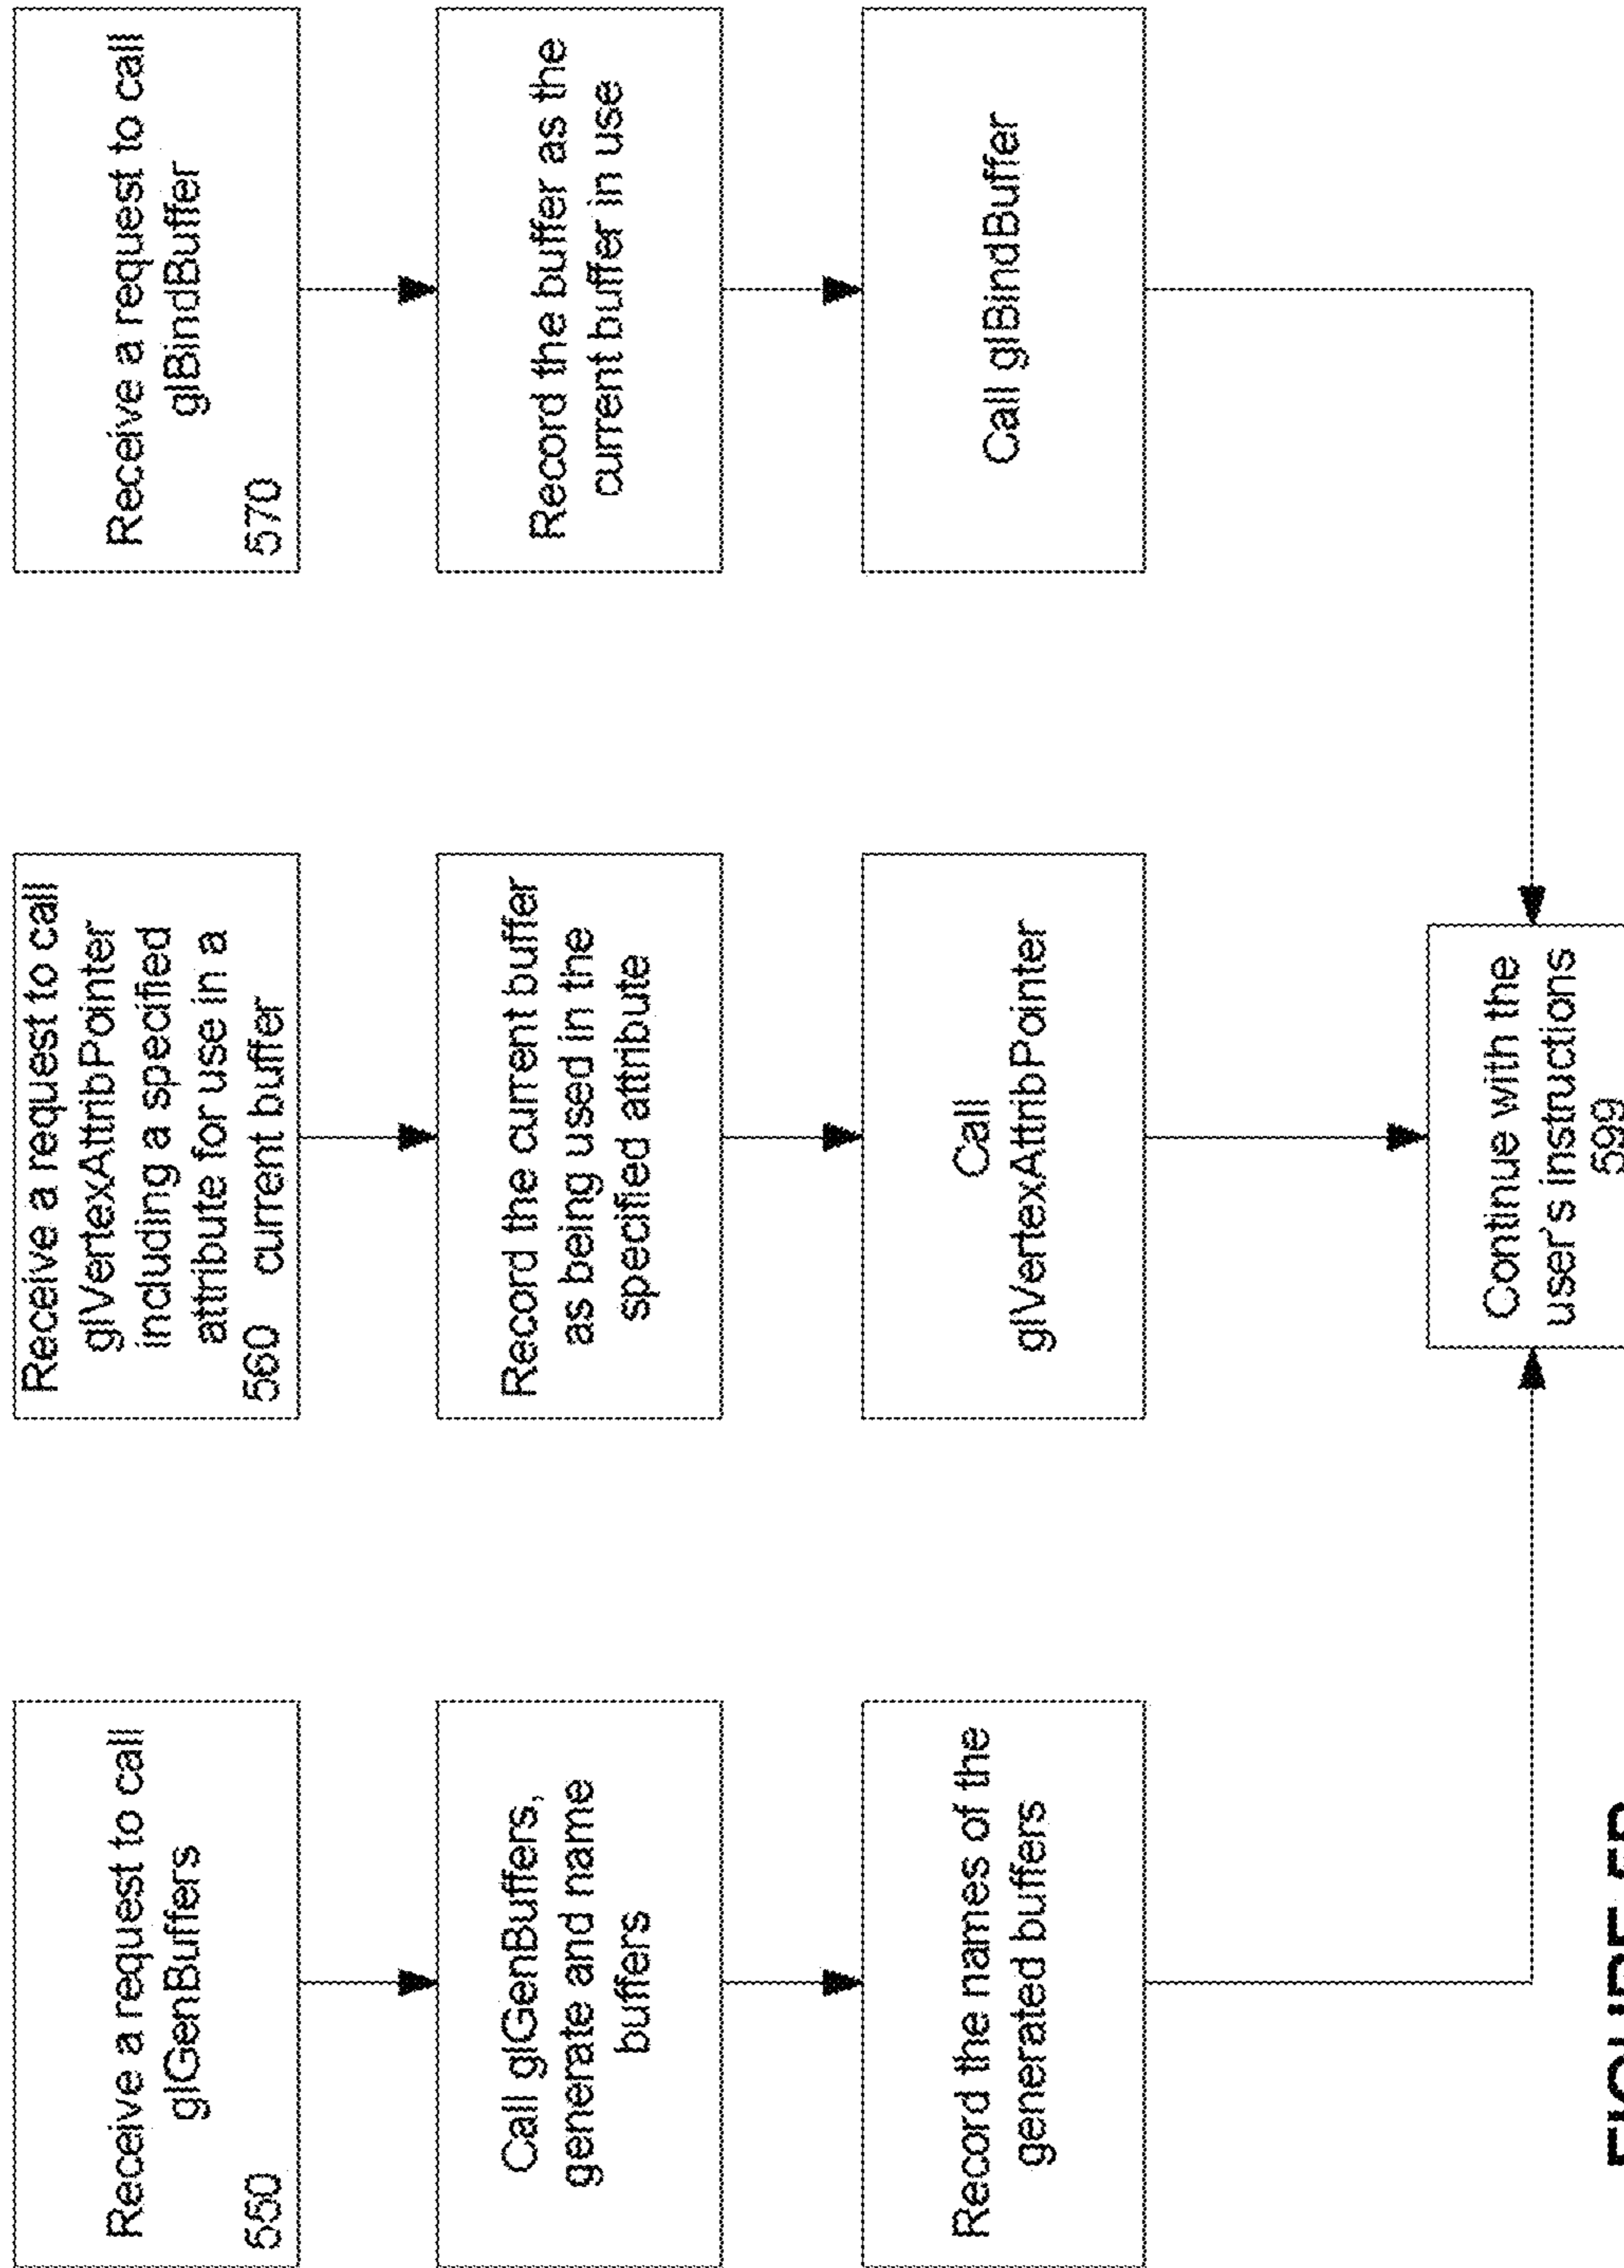 Receive a request to call
glGenBuffers
550
Call glGenBuffers,
generate and name
buffers
Record the names of the
generated buffers
Receive a request to call
glVertexAttribPointer
including a specified
attribute for use in a
560 current buffer
Record the current buffer
as being used in the
specified attribute
Call
glVertexAttribPointer
Receive a request to call
glBindBuffer
570
Record the buffer as the
current buffer in use
Call glBindBuffer
Continue with the
user's instructions
599
FIGURE